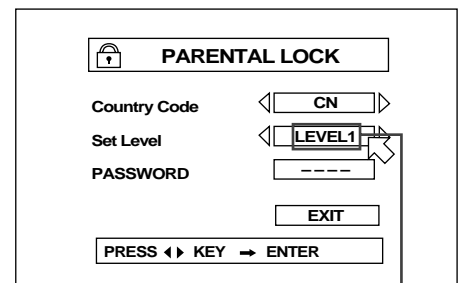 PARENTAL LOCK
Country Code CN
Set Level LEVEL1
PASSWORD ----
EXIT
PRESS ◀▶ KEY → ENTER